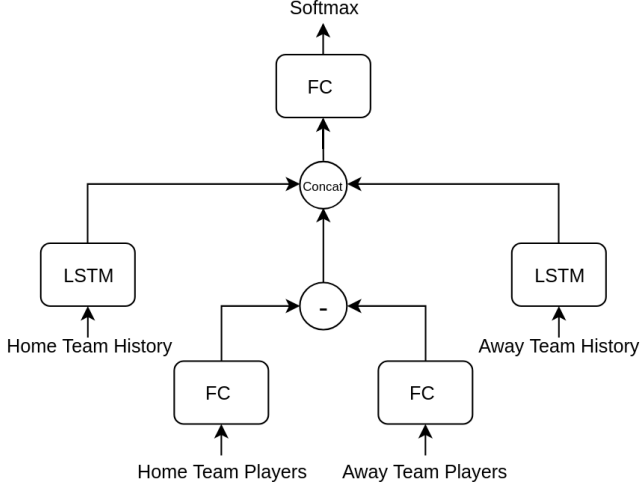 Softmax
FC
Concat
LSTM
LSTM
-
Home Team History
Away Team History
FC
FC
Home Team Players
Away Team Players